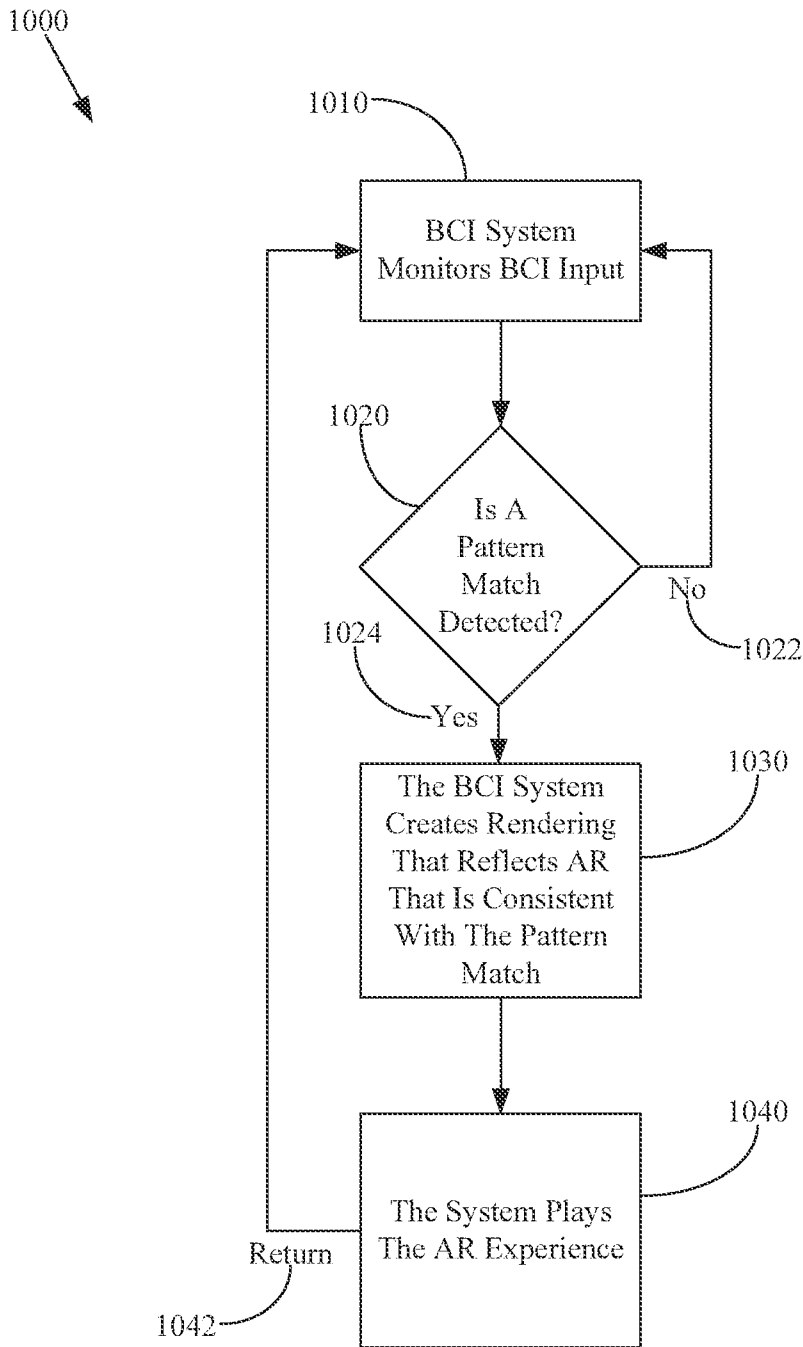 1000
1010
BCI System
Monitors BCI Input
1020
Is A
Pattern
Match
Detected?
No
1022
1024
Yes
1030
The BCI System
Creates Rendering
That Reflects AR
That Is Consistent
With The Pattern
Match
1040
The System Plays
The AR Experience
Return
1042